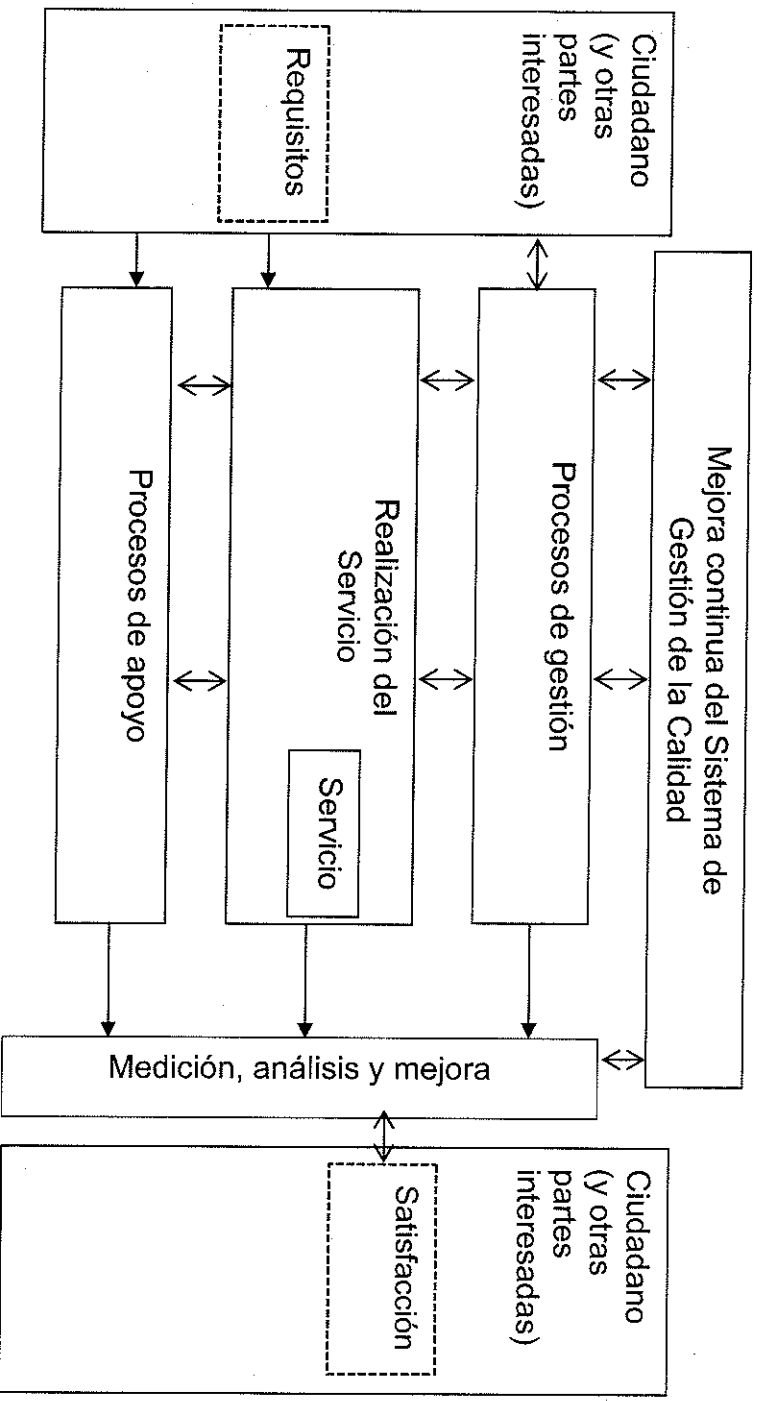 Mejora continua del Sistema de
Gestión de la Calidad
Ciudadano
(y otras
partes
interesadas)
Requisitos
Procesos de gestión
Realización del
Servicio
Servicio
Procesos de apoyo
Medición, análisis y mejora
Ciudadano
(y otras
partes
interesadas)
Satisfacción